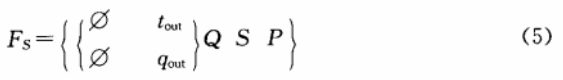 F_S = { { ∅ t_out
∅ q_out } Q S P } (5)